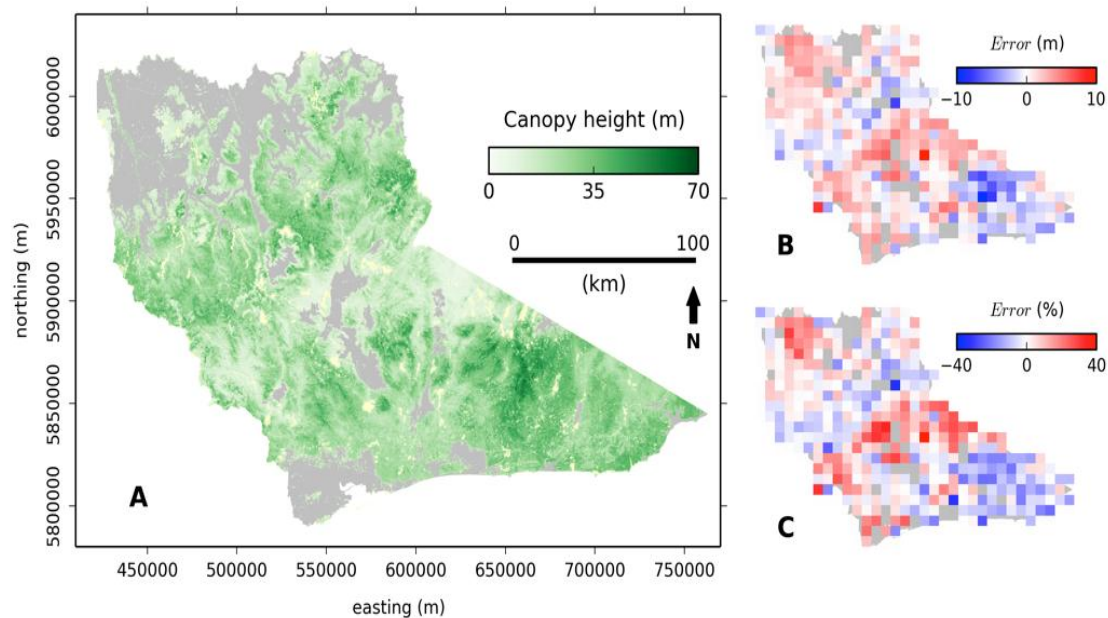 Canopy height (m)
0 35 70
0 100
(km)
N
A
northing (m)
5800000 5850000 5900000 5950000 6000000
450000 500000 550000 600000 650000 700000 750000
easting (m)
Error (m)
−10 0 10
B
Error (%)
−40 0 40
C